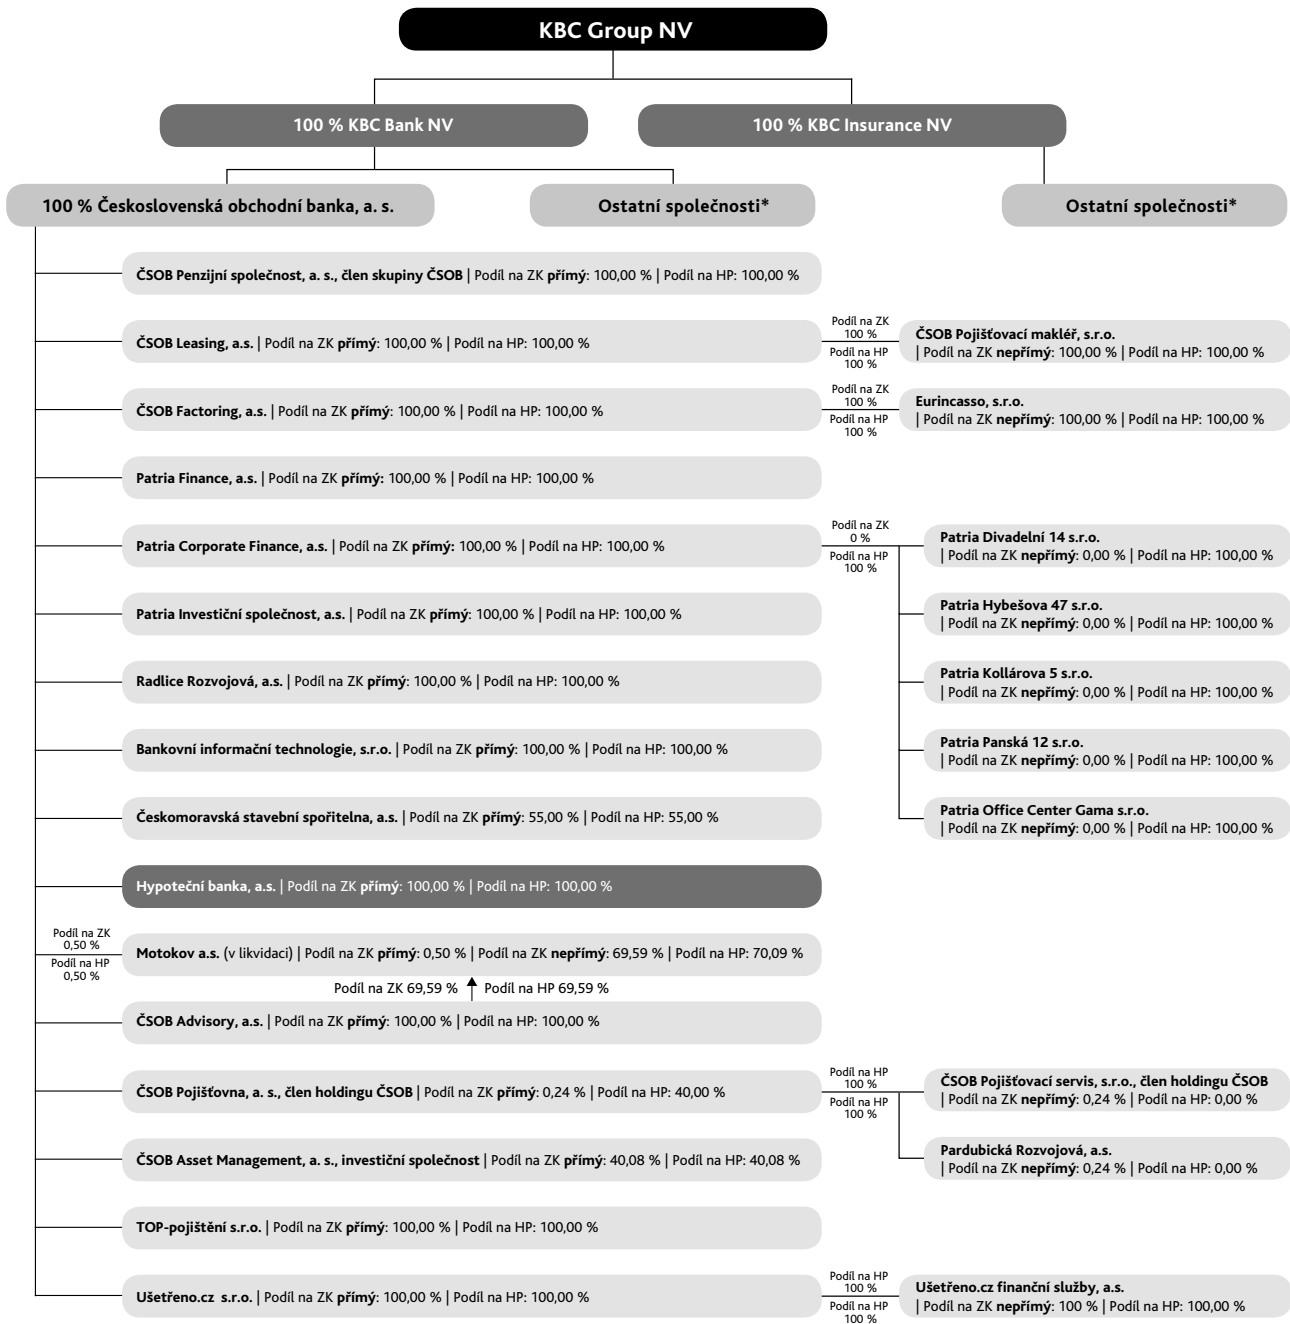 KBC Group NV
100 % KBC Bank NV
100 % KBC Insurance NV
100 % Československá obchodní banka, a. s.
Ostatní společnosti*
Ostatní společnosti*
ČSOB Penzijní společnost, a. s., člen skupiny ČSOB | Podíl na ZK přímý: 100,00 % | Podíl na HP: 100,00 %
ČSOB Leasing, a.s. | Podíl na ZK přímý: 100,00 % | Podíl na HP: 100,00 %
Podíl na ZK
100 %
Podíl na HP
100 %
ČSOB Pojišťovací makléř, s.r.o.
| Podíl na ZK nepřímý: 100,00 % | Podíl na HP: 100,00 %
ČSOB Factoring, a.s. | Podíl na ZK přímý: 100,00 % | Podíl na HP: 100,00 %
Podíl na ZK
100 %
Podíl na HP
100 %
Eurincasso, s.r.o.
| Podíl na ZK nepřímý: 100,00 % | Podíl na HP: 100,00 %
Patria Finance, a.s. | Podíl na ZK přímý: 100,00 % | Podíl na HP: 100,00 %
Patria Corporate Finance, a.s. | Podíl na ZK přímý: 100,00 % | Podíl na HP: 100,00 %
Podíl na ZK
0 %
Podíl na HP
100 %
Patria Divadelní 14 s.r.o.
| Podíl na ZK nepřímý: 0,00 % | Podíl na HP: 100,00 %
Patria Investiční společnost, a.s. | Podíl na ZK přímý: 100,00 % | Podíl na HP: 100,00 %
Patria Hybešova 47 s.r.o.
| Podíl na ZK nepřímý: 0,00 % | Podíl na HP: 100,00 %
Radlice Rozvojová, a.s. | Podíl na ZK přímý: 100,00 % | Podíl na HP: 100,00 %
Patria Kollárova 5 s.r.o.
| Podíl na ZK nepřímý: 0,00 % | Podíl na HP: 100,00 %
Bankovní informační technologie, s.r.o. | Podíl na ZK přímý: 100,00 % | Podíl na HP: 100,00 %
Patria Panská 12 s.r.o.
| Podíl na ZK nepřímý: 0,00 % | Podíl na HP: 100,00 %
Českomoravská stavební spořitelna, a.s. | Podíl na ZK přímý: 55,00 % | Podíl na HP: 55,00 %
Patria Office Center Gama s.r.o.
| Podíl na ZK nepřímý: 0,00 % | Podíl na HP: 100,00 %
Hypoteční banka, a.s. | Podíl na ZK přímý: 100,00 % | Podíl na HP: 100,00 %
Podíl na ZK
0,50 %
Podíl na HP
0,50 %
Motokov a.s. (v likvidaci) | Podíl na ZK přímý: 0,50 % | Podíl na ZK nepřímý: 69,59 % | Podíl na HP: 70,09 %
Podíl na ZK 69,59 % Podíl na HP 69,59 %
ČSOB Advisory, a.s. | Podíl na ZK přímý: 100,00 % | Podíl na HP: 100,00 %
ČSOB Pojišťovna, a. s., člen holdingu ČSOB | Podíl na ZK přímý: 0,24 % | Podíl na HP: 40,00 %
Podíl na HP
100 %
Podíl na HP
100 %
ČSOB Pojišťovací servis, s.r.o., člen holdingu ČSOB
| Podíl na ZK nepřímý: 0,24 % | Podíl na HP: 0,00 %
ČSOB Asset Management, a. s., investiční společnost | Podíl na ZK přímý: 40,08 % | Podíl na HP: 40,08 %
Pardubická Rozvojová, a.s.
| Podíl na ZK nepřímý: 0,24 % | Podíl na HP: 0,00 %
TOP-pojištění s.r.o. | Podíl na ZK přímý: 100,00 % | Podíl na HP: 100,00 %
Ušetřeno.cz s.r.o. | Podíl na ZK přímý: 100,00 % | Podíl na HP: 100,00 %
Podíl na HP
100 %
Podíl na HP
100 %
Ušetřeno.cz finanční služby, a.s.
| Podíl na ZK nepřímý: 100 % | Podíl na HP: 100,00 %